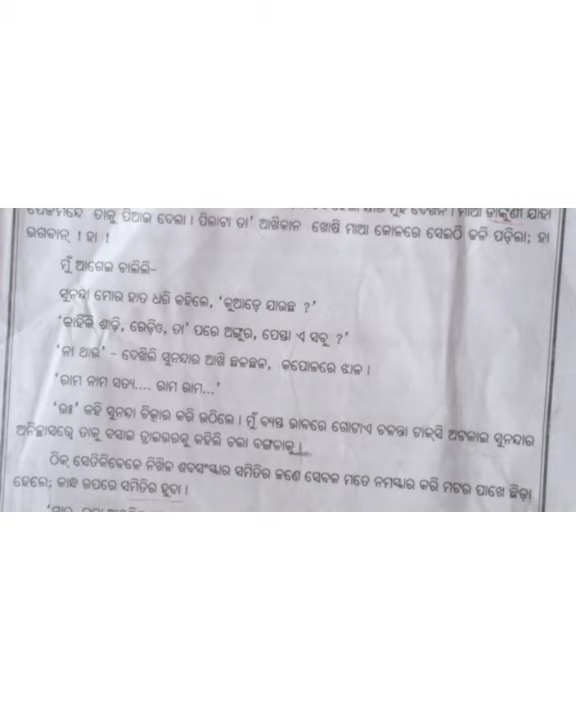 ତାକୁ ପିଆଇ ଦେଲା । ପିଲାଟା ତା' ଆଖିକାନ ଖୋଷି ମାଆ କୋଳରେ ସେଇଠି ଢଳି ପଡ଼ିଲା; ହା
ଭଗବାନ୍ ! ହା !
ମୁଁ ଆଗେଇ ଚାଲିଲି-
ସୁନନ୍ଦା ମୋର ହାତ ଧରି କହିଲେ, 'କୁଆଡ଼େ ଯାଉଛ ?'
'କାହିଁକି ଶାଢ଼ି, ରେଡ଼ିଓ, ତା' ପରେ ଅଙ୍ଗୁର, ପେସ୍ତା ଏ ସବୁ ?'
'ନା ଥାଉ' - ଦେଖିଲି ସୁନନ୍ଦାର ଆଖି ଛଳଛଳ, କପୋଳରେ ଝାଳ ।
'ରାମ ନାମ ସତ୍ୟ.... ରାମ ରାମ...'
'ଉଃ' କହି ସୁନନ୍ଦା ଚିତ୍କାର କରି ଉଠିଲେ । ମୁଁ ବ୍ୟସ୍ତ ଭାବରେ ଗୋଟାଏ ଚଳନ୍ତା ଟାକ୍‌ସି ଅଟକାଇ ସୁନନ୍ଦାର
ଅନିଚ୍ଛାସତ୍ତ୍ୱେ ତାକୁ ବସାଇ ଡ୍ରାଇଭରକୁ କହିଲି ଚଲା ବଙ୍ଗଳାକୁ ।
ଠିକ୍ ସେତିକିବେଳେ ନିଖିଳ ଶବସଂସ୍କାର ସମିତିର ଜଣେ ସେବକ ମତେ ନମସ୍କାର କରି ମଟର ପାଖେ ଛିଡ଼ା
ହେଲେ; କାନ୍ଧ ଉପରେ ସମିତିର ହୁଦା ।